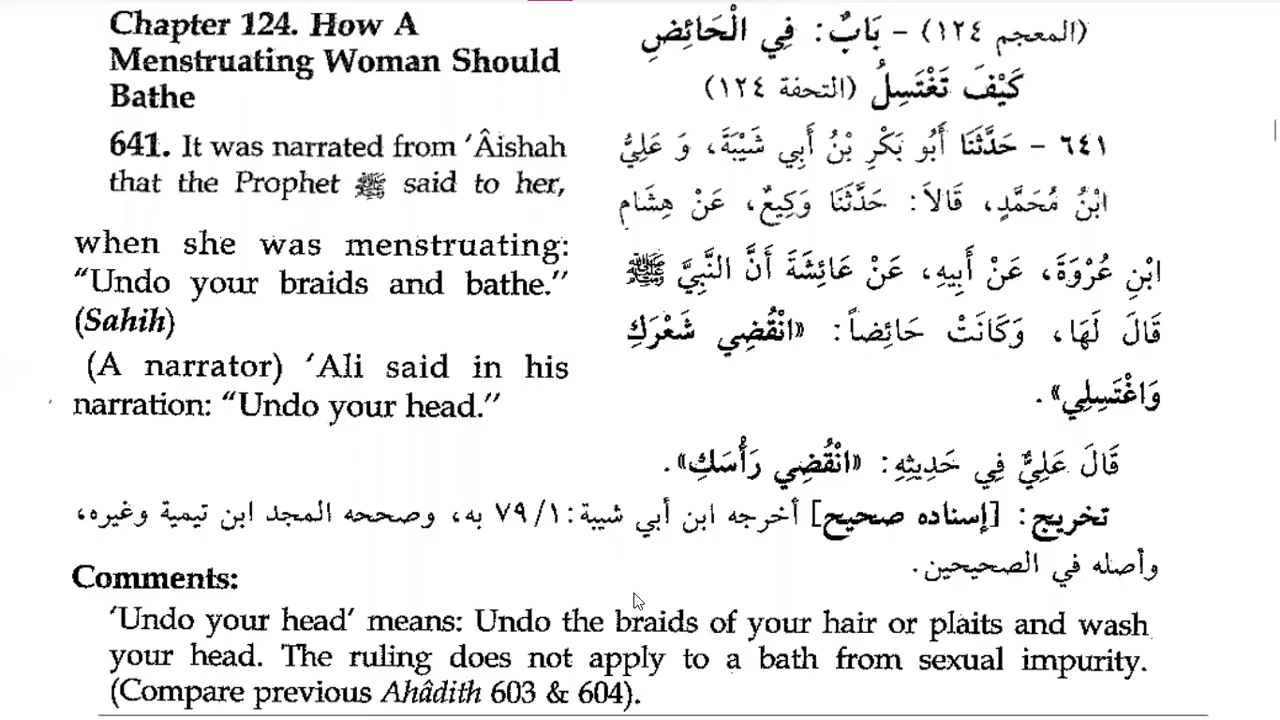 Chapter 124. How A
Menstruating Woman Should
Bathe
641. It was narrated from ‘Âishah
that the Prophet ﷺ said to her,
when she was menstruating:
“Undo your braids and bathe.”
(Sahih)
(A narrator) ‘Ali said in his
narration: “Undo your head.”
(المعجم ١٢٤) - بَابٌ: فِي الْحَائِضِ
كَيْفَ تَغْتَسِلُ (التحفة ١٢٤)
٦٤١ - حَدَّثَنَا أَبُو بَكْرِ بْنُ أَبِي شَيْبَةَ، وَ عَلِيُّ
ابْنُ مُحَمَّدٍ، قَالاَ: حَدَّثَنَا وَكِيعٌ، عَنْ هِشَامِ
ابْنِ عُرْوَةَ، عَنْ أَبِيهِ، عَنْ عَائِشَةَ أَنَّ النَّبِيَّ ﷺ
قَالَ لَهَا، وَكَانَتْ حَائِضاً: «انْقُضِي شَعْرَكِ
وَاغْتَسِلِي».
قَالَ عَلِيٌّ فِي حَدِيثِهِ: «انْقُضِي رَأْسَكِ».
تخريج: [إسناده صحيح] أخرجه ابن أبي شيبة: ١/ ٧٩ به، وصححه المجد ابن تيمية وغيره،
وأصله في الصحيحين.
Comments:
‘Undo your head’ means: Undo the braids of your hair or plaits and wash
your head. The ruling does not apply to a bath from sexual impurity.
(Compare previous Ahâdith 603 & 604).